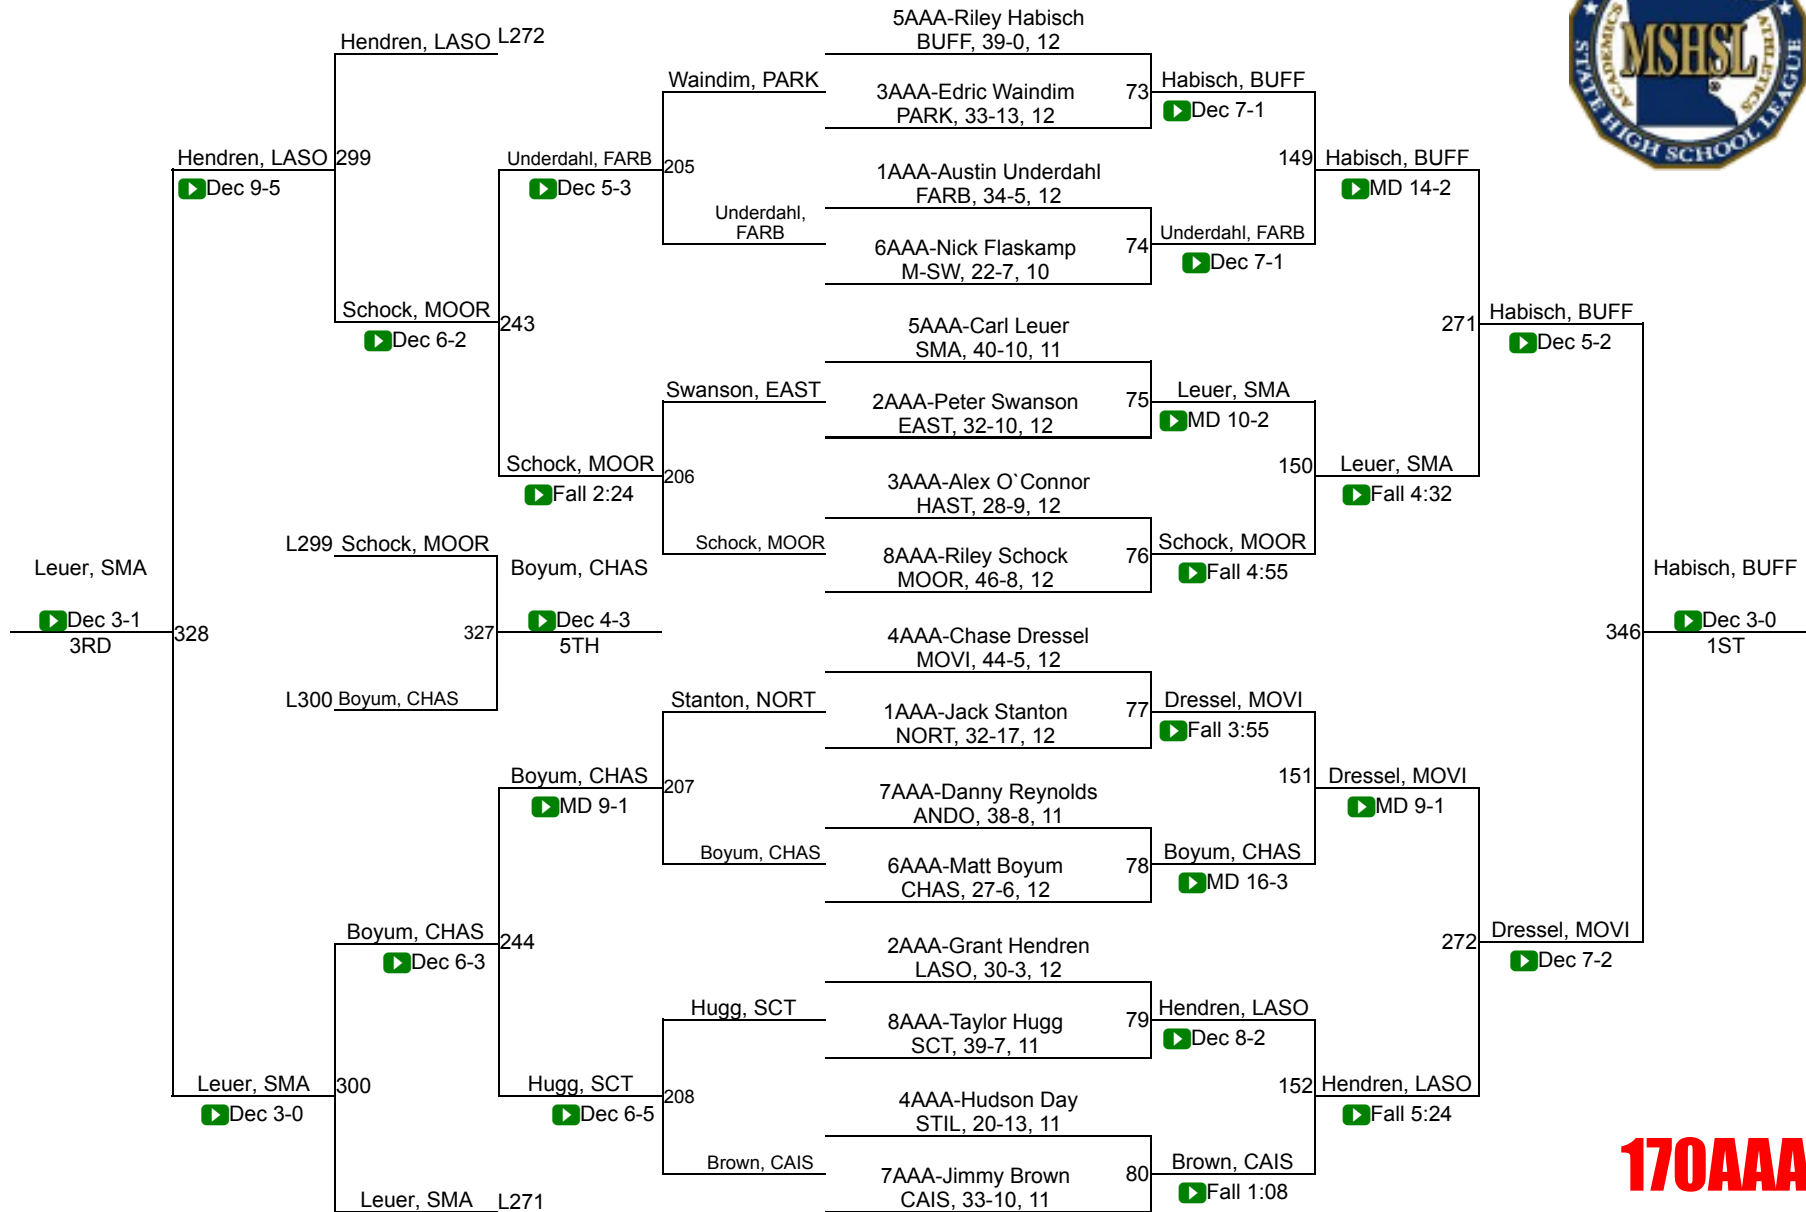 5AAA-Riley Habisch
BUFF, 39-0, 12
Hendren, LASO L272
Waindim, PARK
3AAA-Edric Waindim
PARK, 33-13, 12
73
Habisch, BUFF
Dec 7-1
ACADEMICS
ATHLETICS
MSHSL
STATE HIGH SCHOOL LEAGUE
Hendren, LASO 299
Dec 9-5
Underdahl, FARB
Dec 5-3
205
1AAA-Austin Underdahl
FARB, 34-5, 12
149
Habisch, BUFF
MD 14-2
Underdahl,
FARB
6AAA-Nick Flaskamp
M-SW, 22-7, 10
74
Underdahl, FARB
Dec 7-1
Schock, MOOR
Dec 6-2
243
5AAA-Carl Leuer
SMA, 40-10, 11
271
Habisch, BUFF
Dec 5-2
Swanson, EAST
2AAA-Peter Swanson
EAST, 32-10, 12
75
Leuer, SMA
MD 10-2
Schock, MOOR
Fall 2:24
206
3AAA-Alex O`Connor
HAST, 28-9, 12
150
Leuer, SMA
Fall 4:32
L299 Schock, MOOR
Schock, MOOR
8AAA-Riley Schock
MOOR, 46-8, 12
76
Schock, MOOR
Fall 4:55
Leuer, SMA
Dec 3-1
3RD
328
Boyum, CHAS
327
Dec 4-3
5TH
4AAA-Chase Dressel
MOVI, 44-5, 12
346
Habisch, BUFF
Dec 3-0
1ST
L300 Boyum, CHAS
Stanton, NORT
1AAA-Jack Stanton
NORT, 32-17, 12
77
Dressel, MOVI
Fall 3:55
Boyum, CHAS
MD 9-1
207
7AAA-Danny Reynolds
ANDO, 38-8, 11
151
Dressel, MOVI
MD 9-1
Boyum, CHAS
6AAA-Matt Boyum
CHAS, 27-6, 12
78
Boyum, CHAS
MD 16-3
Boyum, CHAS
Dec 6-3
244
2AAA-Grant Hendren
LASO, 30-3, 12
272
Dressel, MOVI
Dec 7-2
Hugg, SCT
8AAA-Taylor Hugg
SCT, 39-7, 11
79
Hendren, LASO
Dec 8-2
Leuer, SMA
Dec 3-0
300
Hugg, SCT
Dec 6-5
208
4AAA-Hudson Day
STIL, 20-13, 11
152
Hendren, LASO
Fall 5:24
Brown, CAIS
7AAA-Jimmy Brown
CAIS, 33-10, 11
80
Brown, CAIS
Fall 1:08
Leuer, SMA L271
170AAA